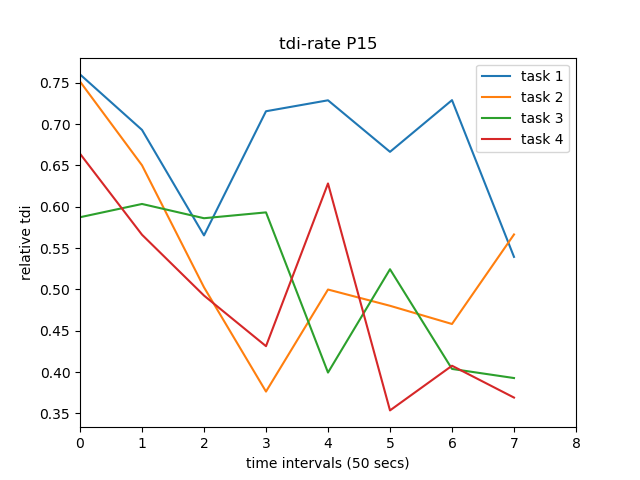 tdi-rate P15
task 1
task 2
task 3
task 4
relative tdi
0.75
0.70
0.65
0.60
0.55
0.50
0.45
0.40
0.35
0 1 2 3 4 5 6 7 8
time intervals (50 secs)